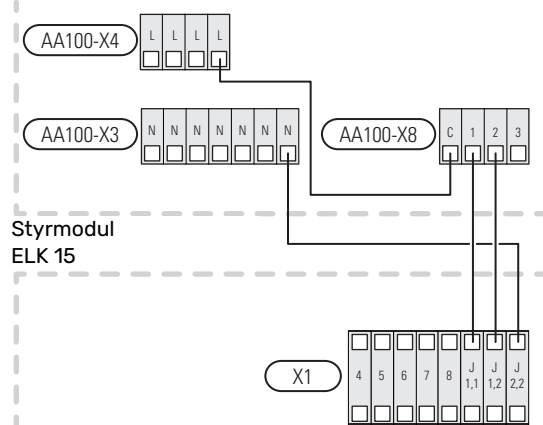 AA100-X4 L L L L
AA100-X3 N N N N N N N AA100-X8 C 1 2 3
Styrmodul
ELK 15
X1 4 5 6 7 8 J 1,1 J 1,2 J 2,2